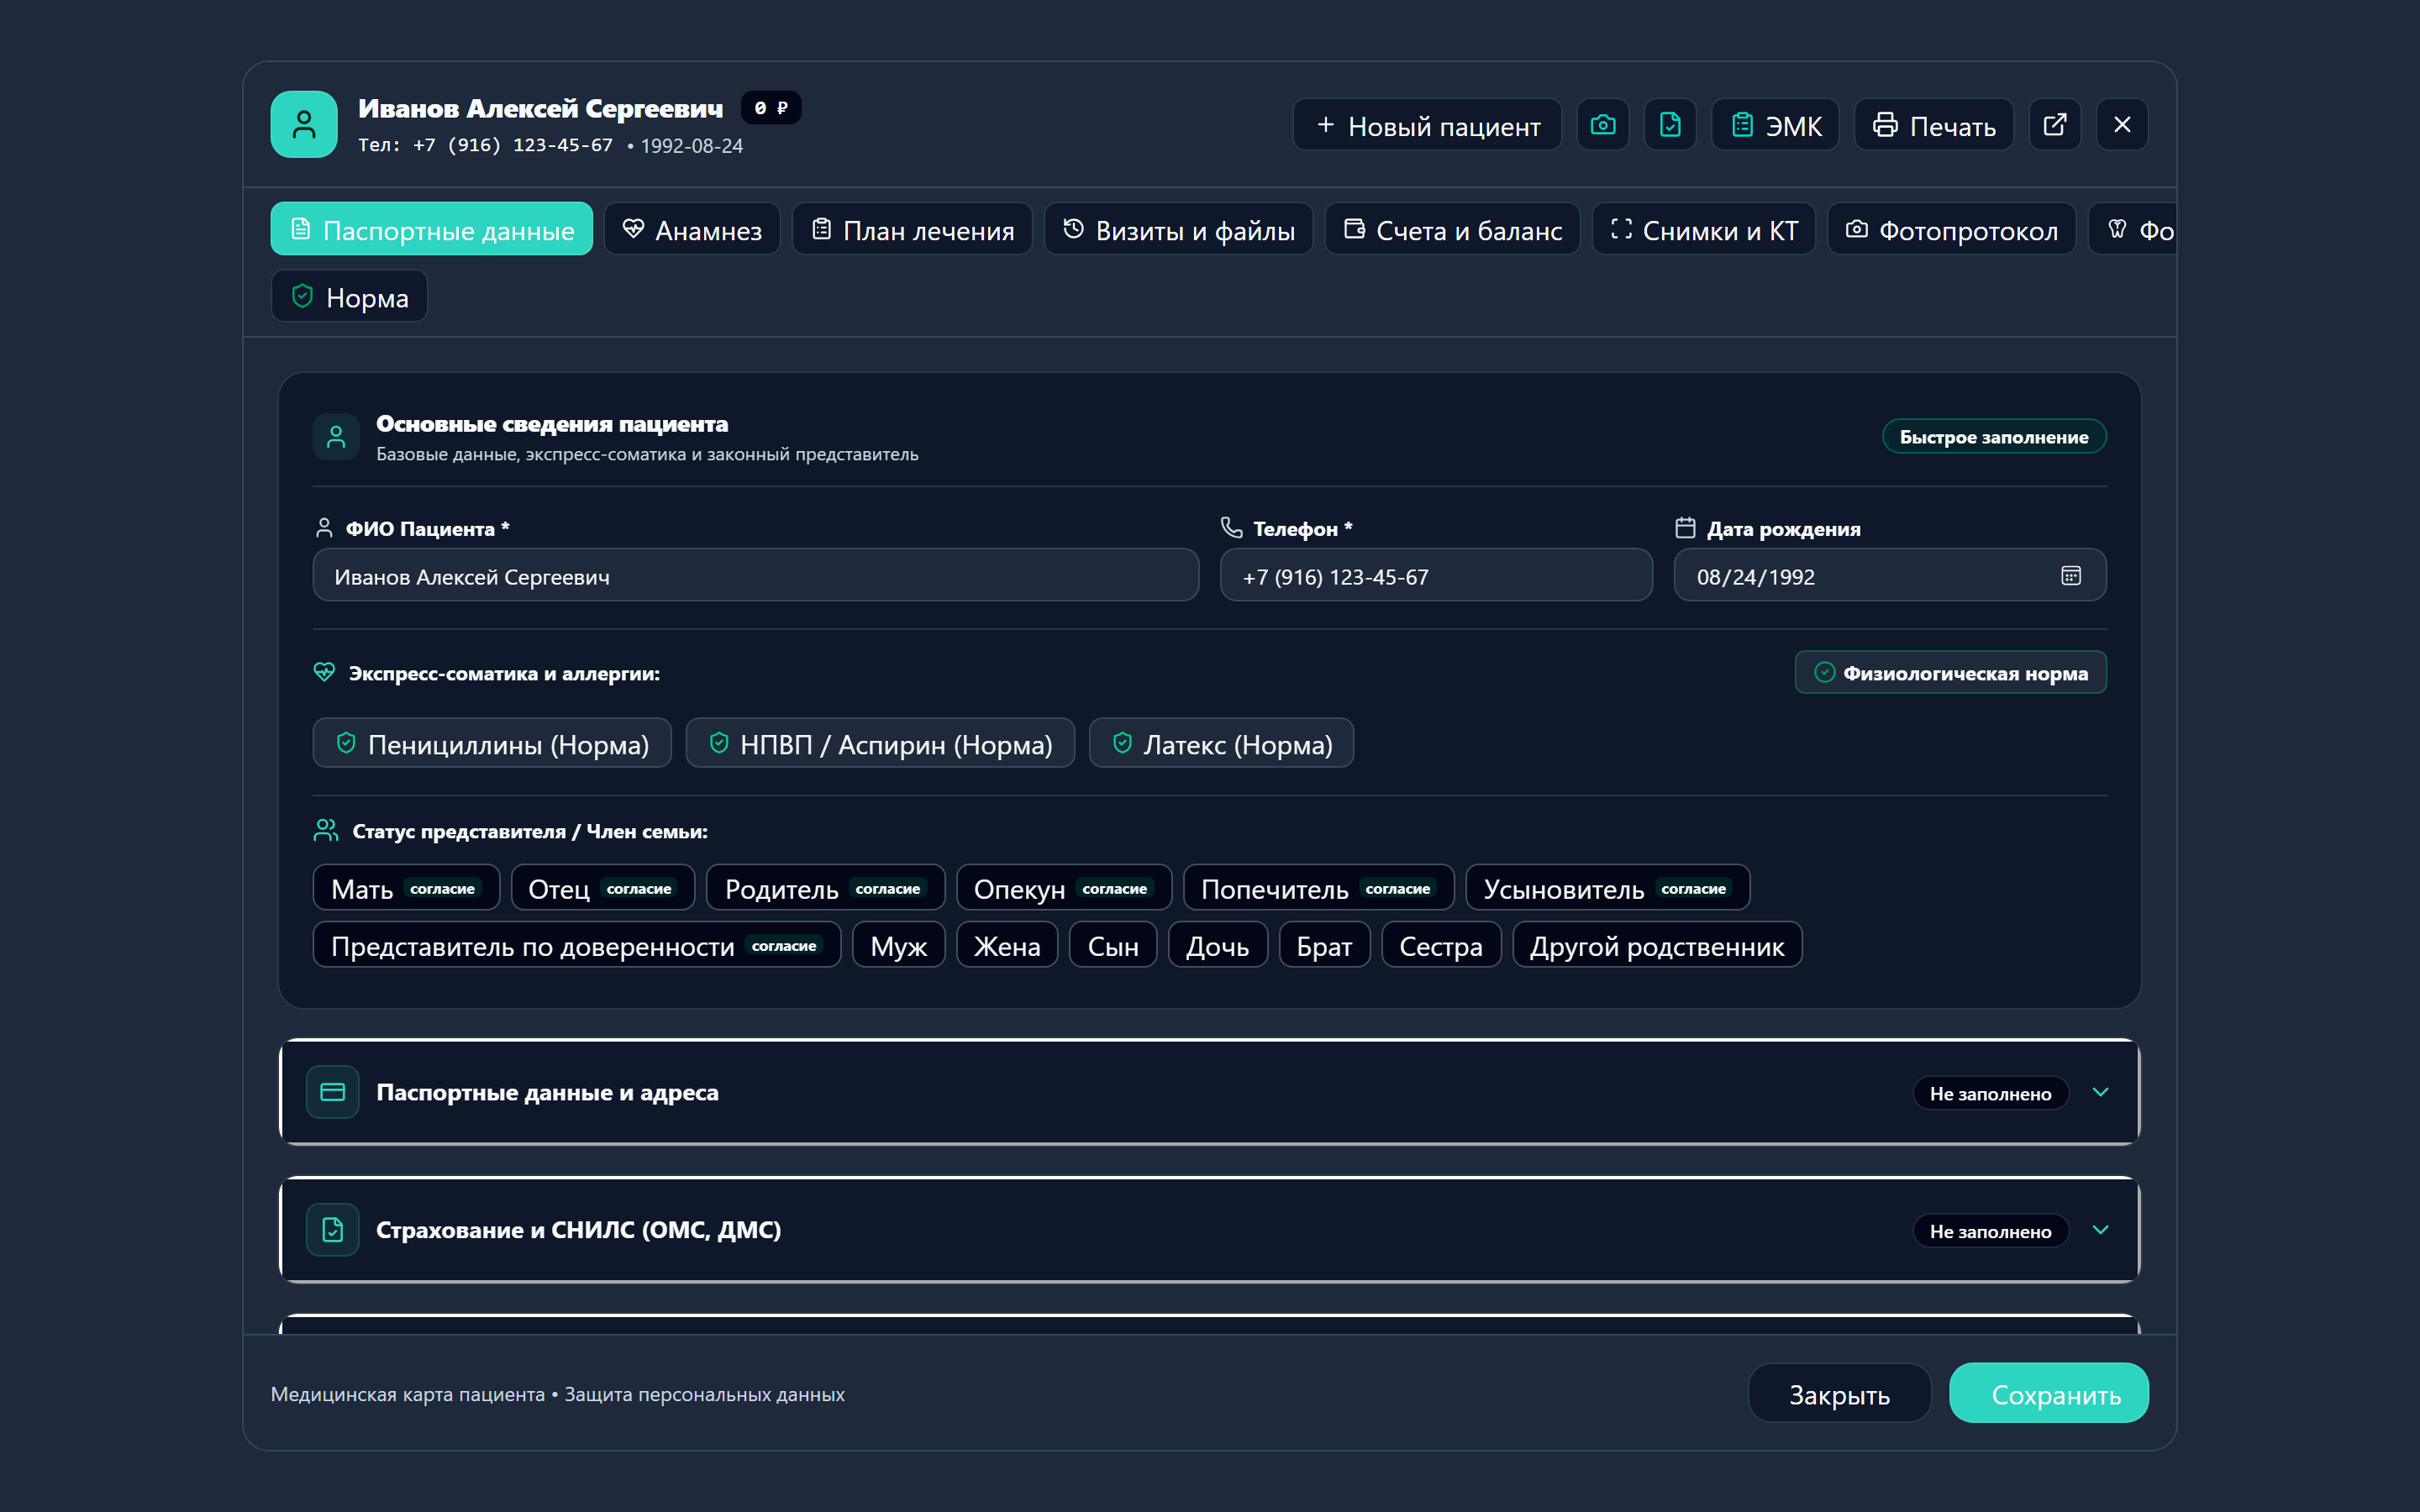 Иванов Алексей Сергеевич 0 ₽
Тел: +7 (916) 123-45-67 • 1992-08-24
+ Новый пациент ЭМК Печать
Паспортные данные Анамнез План лечения Визиты и файлы Счета и баланс Снимки и КТ Фотопротокол Фо
Норма
Основные сведения пациента
Базовые данные, экспресс-соматика и законный представитель
Быстрое заполнение
ФИО Пациента * Телефон * Дата рождения
Иванов Алексей Сергеевич +7 (916) 123-45-67 08/24/1992
Экспресс-соматика и аллергии: Физиологическая норма
Пенициллины (Норма) НПВП / Аспирин (Норма) Латекс (Норма)
Статус представителя / Член семьи:
Мать согласие Отец согласие Родитель согласие Опекун согласие Попечитель согласие Усыновитель согласие
Представитель по доверенности согласие Муж Жена Сын Дочь Брат Сестра Другой родственник
Паспортные данные и адреса Не заполнено
Страхование и СНИЛС (ОМС, ДМС) Не заполнено
Медицинская карта пациента • Защита персональных данных Закрыть Сохранить